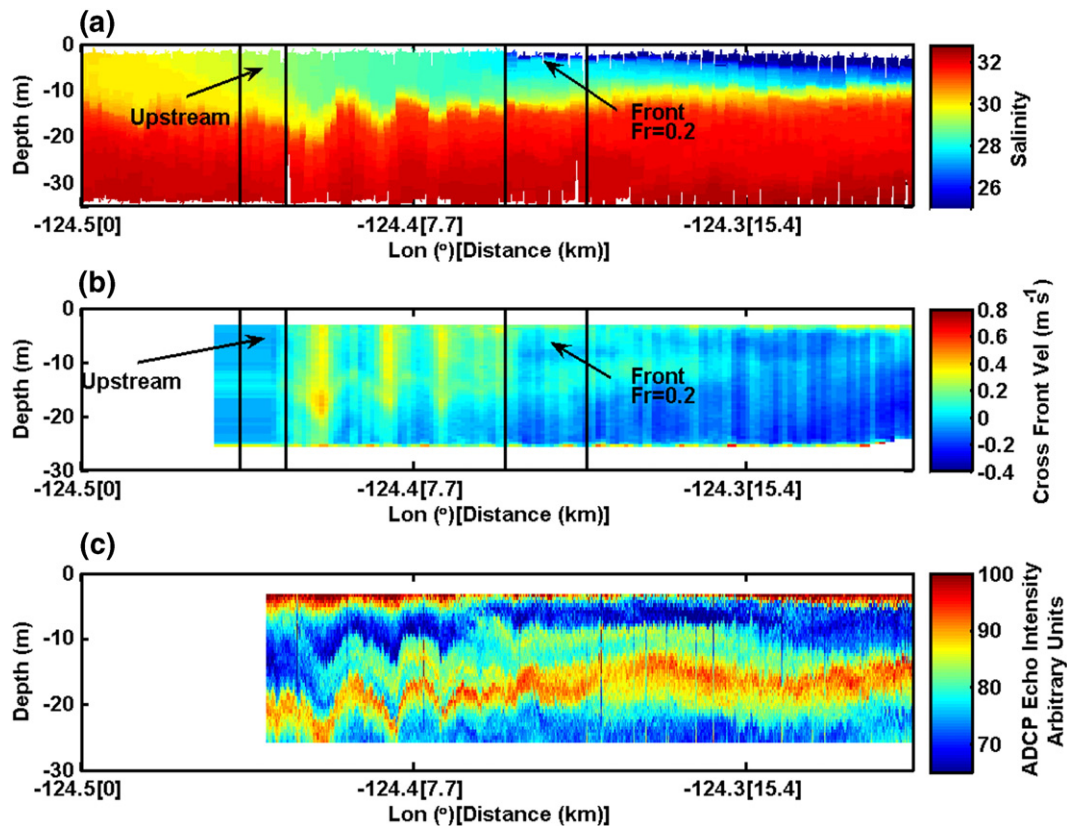 (a)
0
-10
-20
-30
Depth (m)
Upstream
Front
Fr=0.2
-124.5[0]
-124.4[7.7]
-124.3[15.4]
Lon (°)[Distance (km)]
32
30
28
26
Salinity
(b)
0
-10
-20
-30
Depth (m)
Upstream
Front
Fr=0.2
-124.5[0]
-124.4[7.7]
-124.3[15.4]
Lon (°)[Distance (km)]
0.8
0.6
0.4
0.2
0
-0.2
-0.4
Cross Front Vel (m s⁻¹)
(c)
0
-10
-20
-30
Depth (m)
-124.5[0]
-124.4[7.7]
-124.3[15.4]
Lon (°)[Distance (km)]
100
90
80
70
ADCP Echo Intensity
Arbitrary Units